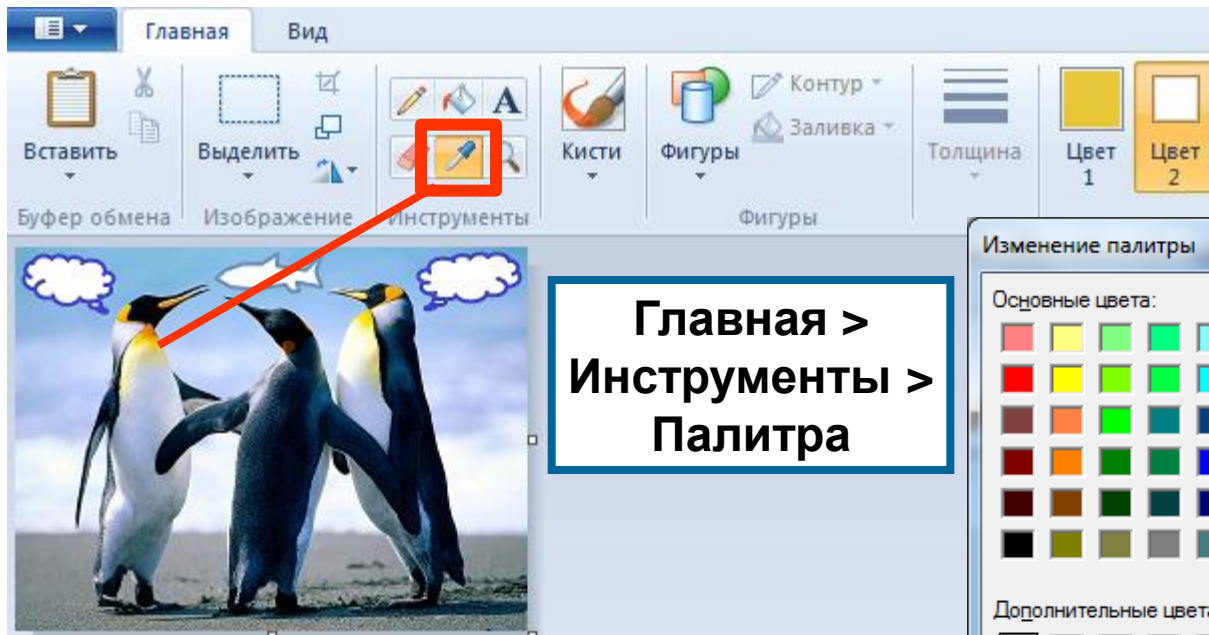 Главная Вид
Вставить
Выделить
A
Кисти
Фигуры
Контур
Заливка
Толщина
Цвет 1
Цвет 2
Буфер обмена Изображение Инструменты Фигуры
Изменение палитры
Основные цвета:
Главная >
Инструменты >
Палитра
Дополнительные цвета